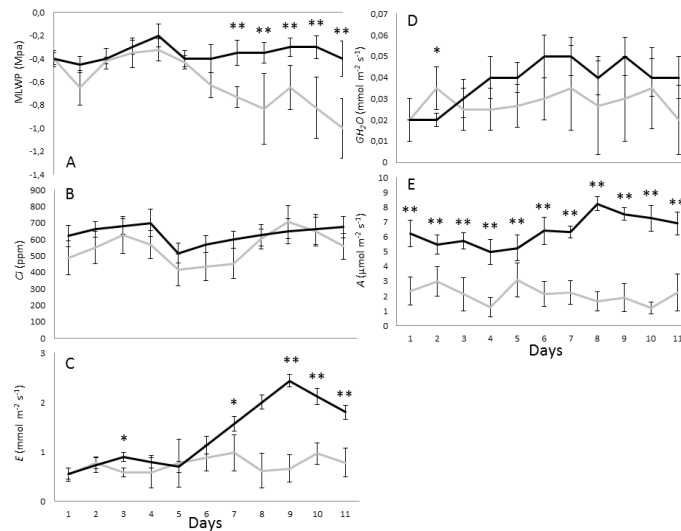 MLWP (Mpa)
0,0
-0,2
-0,4
-0,6
-0,8
-1,0
-1,2
-1,4
** ** ** ** **
A
Ci (ppm)
900
800
700
600
500
400
300
200
100
0
B
E (mmol m-2 s-1)
3
2
1
0
C
* * ** ** **
1 2 3 4 5 6 7 8 9 10 11
Days
GH2O (mmol m-2 s-1)
0,07
0,06
0,05
0,04
0,03
0,02
0,01
0
D
*
A (μmol m-2 s-1)
10
9
8
7
6
5
4
3
2
1
0
E
** ** ** ** ** ** ** ** ** ** **
1 2 3 4 5 6 7 8 9 10 11
Days